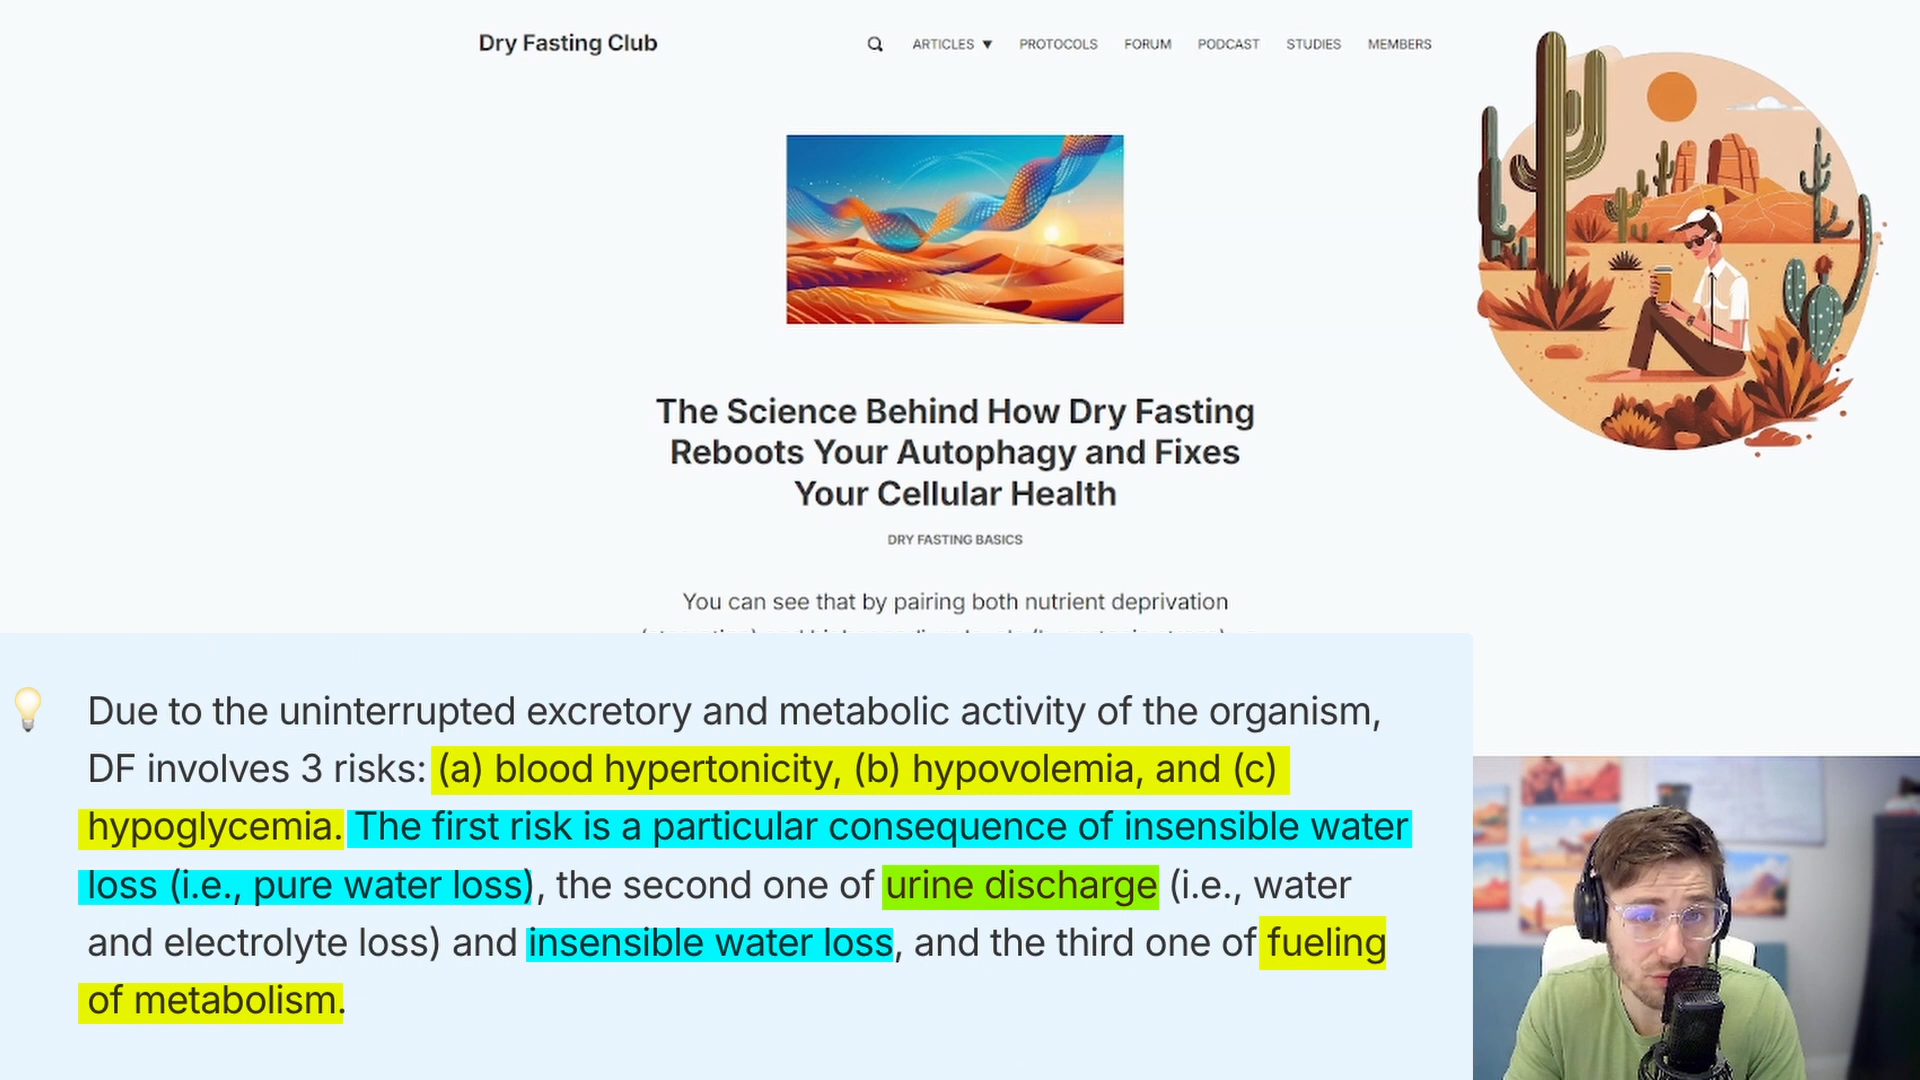 Dry Fasting Club
ARTICLES ▼ PROTOCOLS FORUM PODCAST STUDIES MEMBERS
The Science Behind How Dry Fasting
Reboots Your Autophagy and Fixes
Your Cellular Health
DRY FASTING BASICS
You can see that by pairing both nutrient deprivation
Due to the uninterrupted excretory and metabolic activity of the organism,
DF involves 3 risks: (a) blood hypertonicity, (b) hypovolemia, and (c)
hypoglycemia. The first risk is a particular consequence of insensible water
loss (i.e., pure water loss), the second one of urine discharge (i.e., water
and electrolyte loss) and insensible water loss, and the third one of fueling
of metabolism.